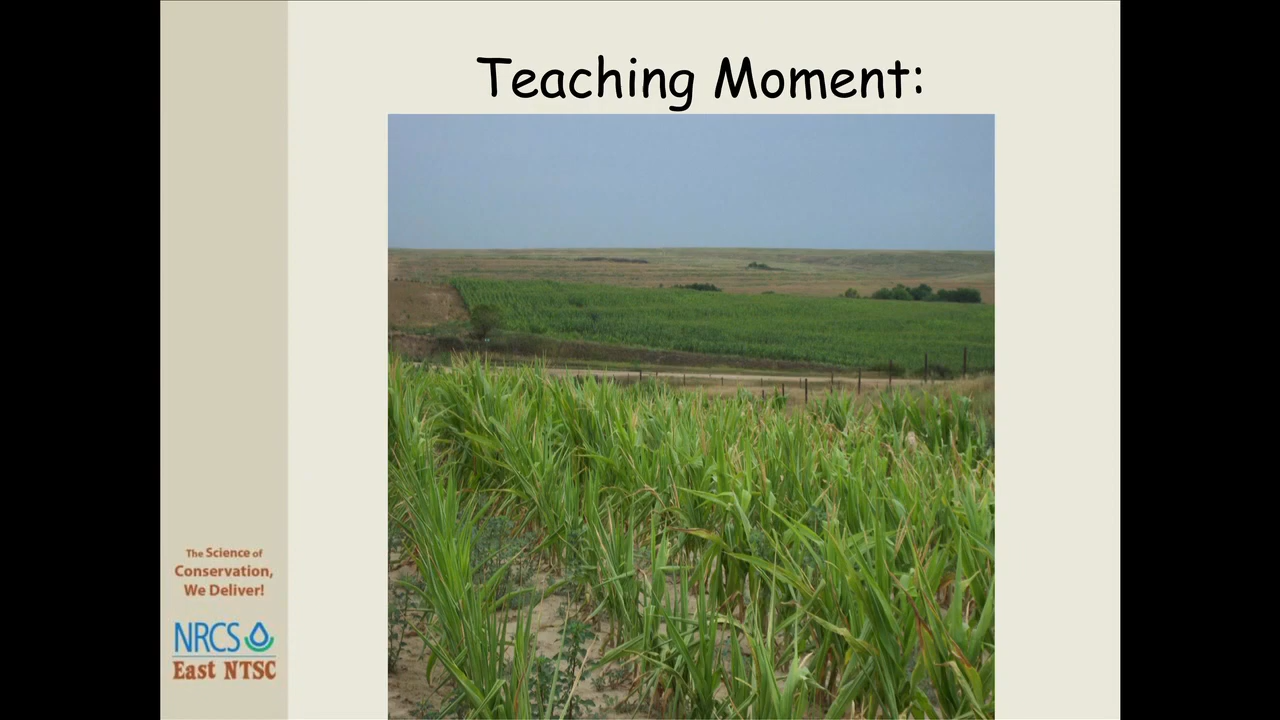 Teaching Moment:
The Science of
Conservation,
We Deliver!
NRCS
East NTSC